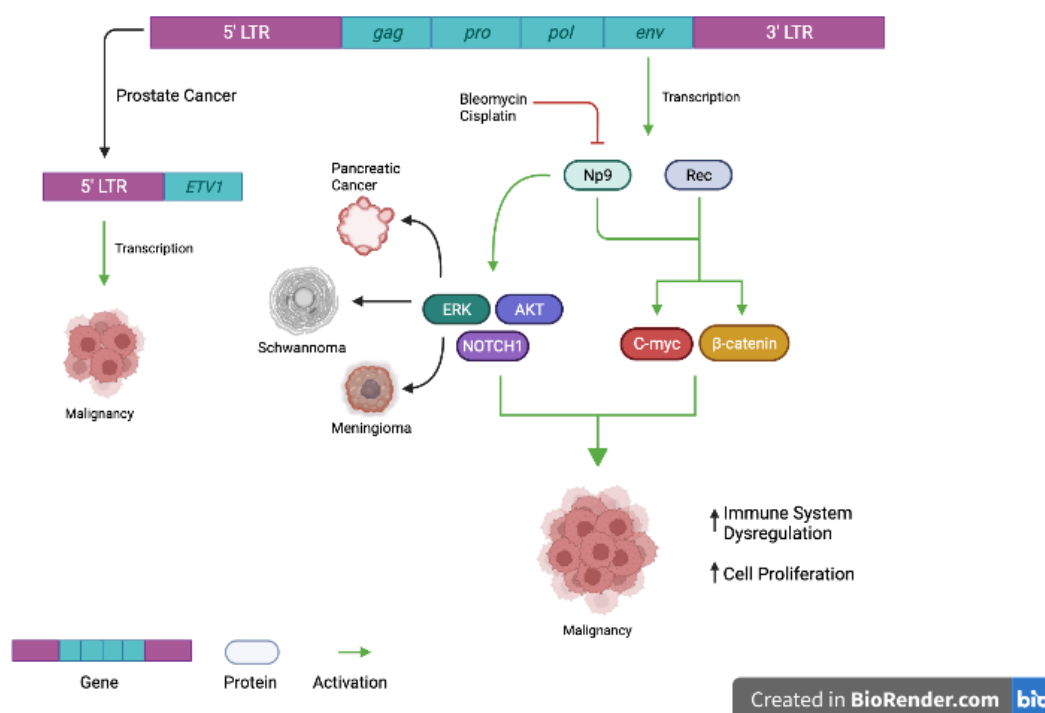 5' LTR
gag
pro
pol
env
3' LTR
Prostate Cancer
Bleomycin
Cisplatin
Transcription
Pancreatic
Cancer
Np9
Rec
5' LTR
ETV1
Transcription
ERK
AKT
NOTCH1
Schwannoma
C-myc
β-catenin
Malignancy
Meningioma
Immune System
Dysregulation
Cell Proliferation
Malignancy
Gene
Protein
Activation
Created in BioRender.com